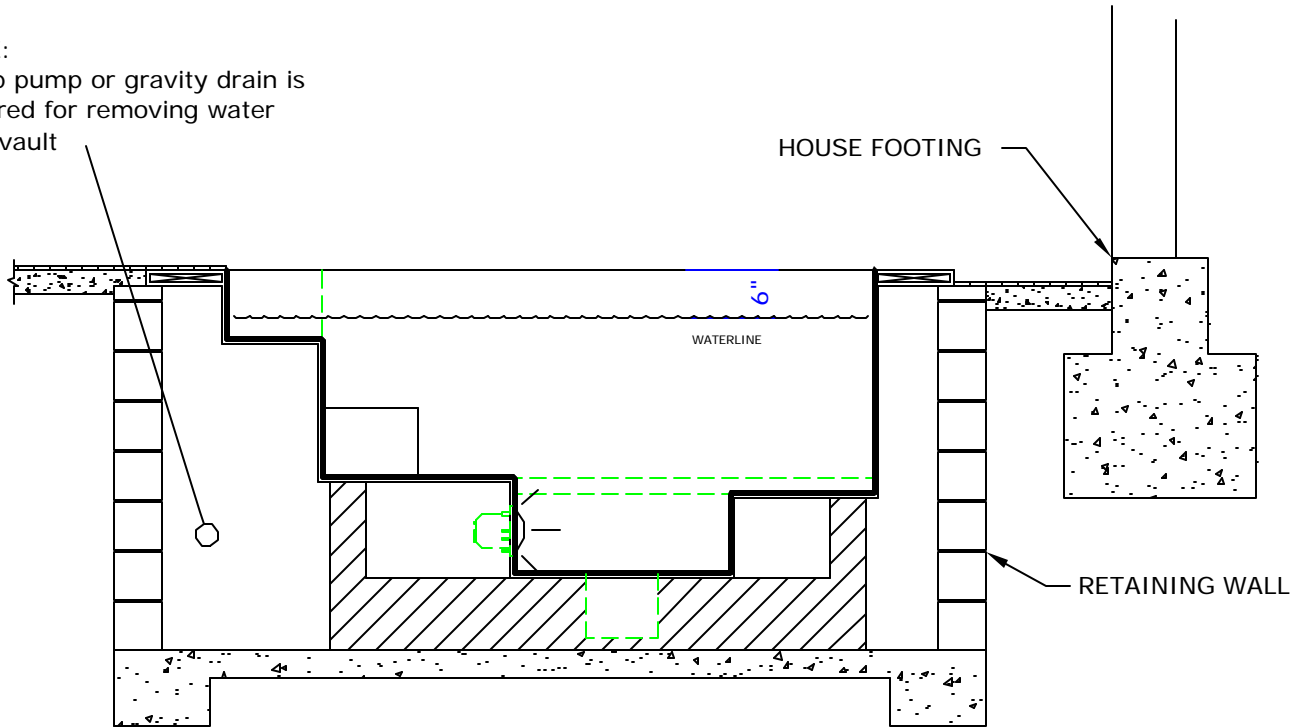 :
pump or gravity drain is
red for removing water
vault
HOUSE FOOTING
6"
WATERLINE
RETAINING WALL